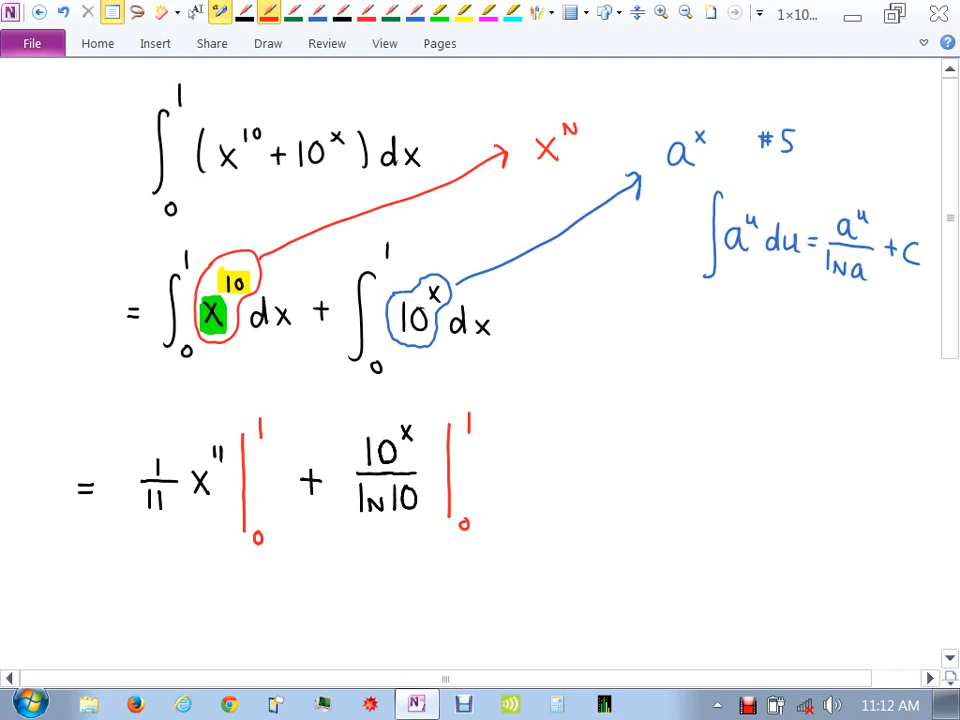 1×10...
File Home Insert Share Draw Review View Pages
∫₀¹ (x¹⁰ + 10ˣ) dx
xᴺ
aˣ #5
∫aᵘ du = aᵘ/lNa + C
= ∫₀¹ x¹⁰ dx + ∫₀¹ 10ˣ dx
= 1/11 x¹¹ |₀¹ + 10ˣ/lN10 |₀¹
11:12 AM